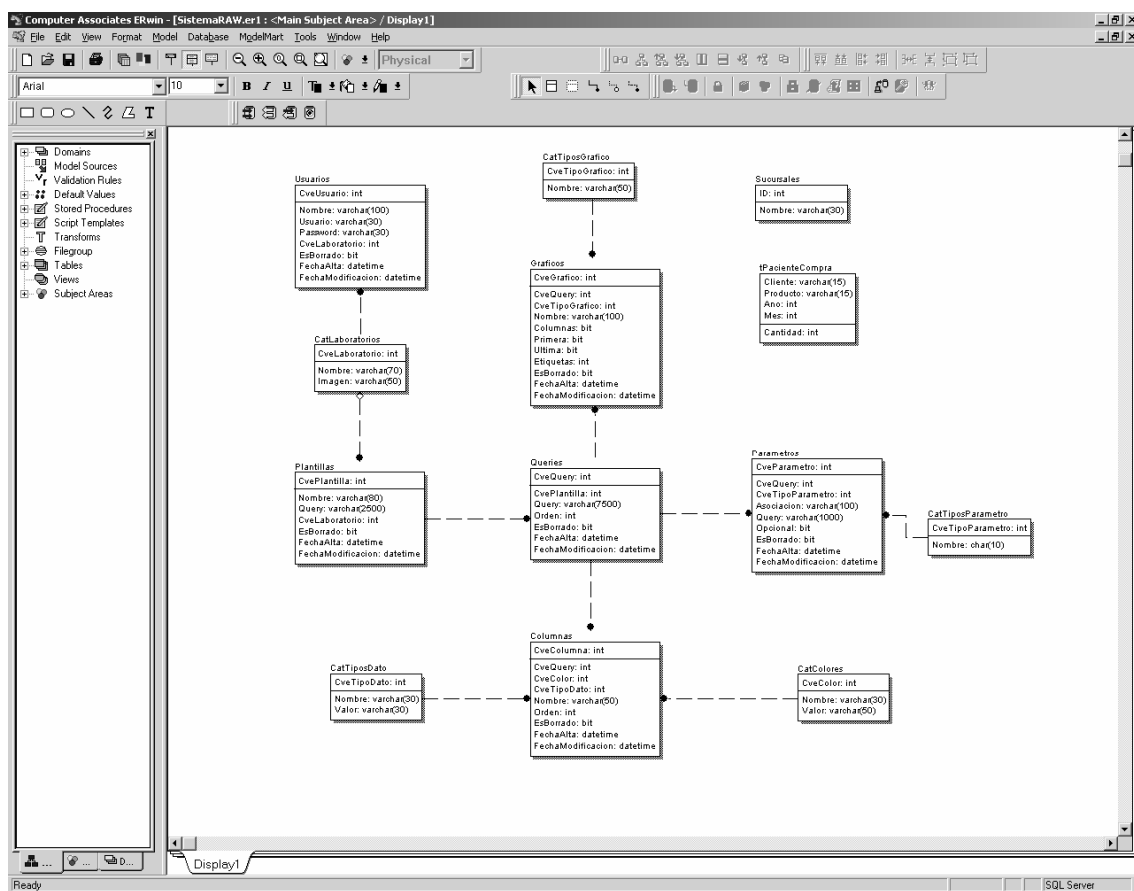 Computer Associates ERwin - [SistemaRAW.er1 : <Main Subject Area> / Display1]
File Edit View Format Model Database ModelMart Tools Window Help
Physical
Arial 10 B I U
T
Domains
Model Sources
Validation Rules
Default Values
Stored Procedures
Script Templates
Transforms
Filegroup
Tables
Views
Subject Areas
CatTiposGrafico
CveTipoGrafico: int
Nombre: varchar(50)
Usuarios
CveUsuario: int
Nombre: varchar(100)
Usuario: varchar(30)
Password: varchar(30)
CveLaboratorio: int
EsBorrado: bit
FechaAlta: datetime
FechaModificacion: datetime
Sucursales
ID: int
Nombre: varchar(30)
Graficos
CveGrafico: int
CveQuery: int
CveTipoGrafico: int
Nombre: varchar(100)
Columnas: bit
Primera: bit
Ultima: bit
Etiquetas: int
EsBorrado: bit
FechaAlta: datetime
FechaModificacion: datetime
tPacienteCompra
Cliente: varchar(15)
Producto: varchar(15)
Ano: int
Mes: int
Cantidad: int
CatLaboratorios
CveLaboratorio: int
Nombre: varchar(70)
Imagen: varchar(50)
Plantillas
CvePlantilla: int
Nombre: varchar(80)
Query: varchar(2500)
CveLaboratorio: int
EsBorrado: bit
FechaAlta: datetime
FechaModificacion: datetime
Queries
CveQuery: int
CvePlantilla: int
Query: varchar(7500)
Orden: int
EsBorrado: bit
FechaAlta: datetime
FechaModificacion: datetime
Parametros
CveParametro: int
CveQuery: int
CveTipoParametro: int
Asociacion: varchar(100)
Query: varchar(1000)
Opcional: bit
EsBorrado: bit
FechaAlta: datetime
FechaModificacion: datetime
CatTiposParametro
CveTipoParametro: int
Nombre: char(10)
Columnas
CveColumna: int
CveQuery: int
CveColor: int
CveTipoDato: int
Nombre: varchar(50)
Orden: int
EsBorrado: bit
FechaAlta: datetime
FechaModificacion: datetime
CatTiposDato
CveTipoDato: int
Nombre: varchar(30)
Valor: varchar(30)
CatColores
CveColor: int
Nombre: varchar(30)
Valor: varchar(50)
... ... D...
Display1
Ready
SQL Server